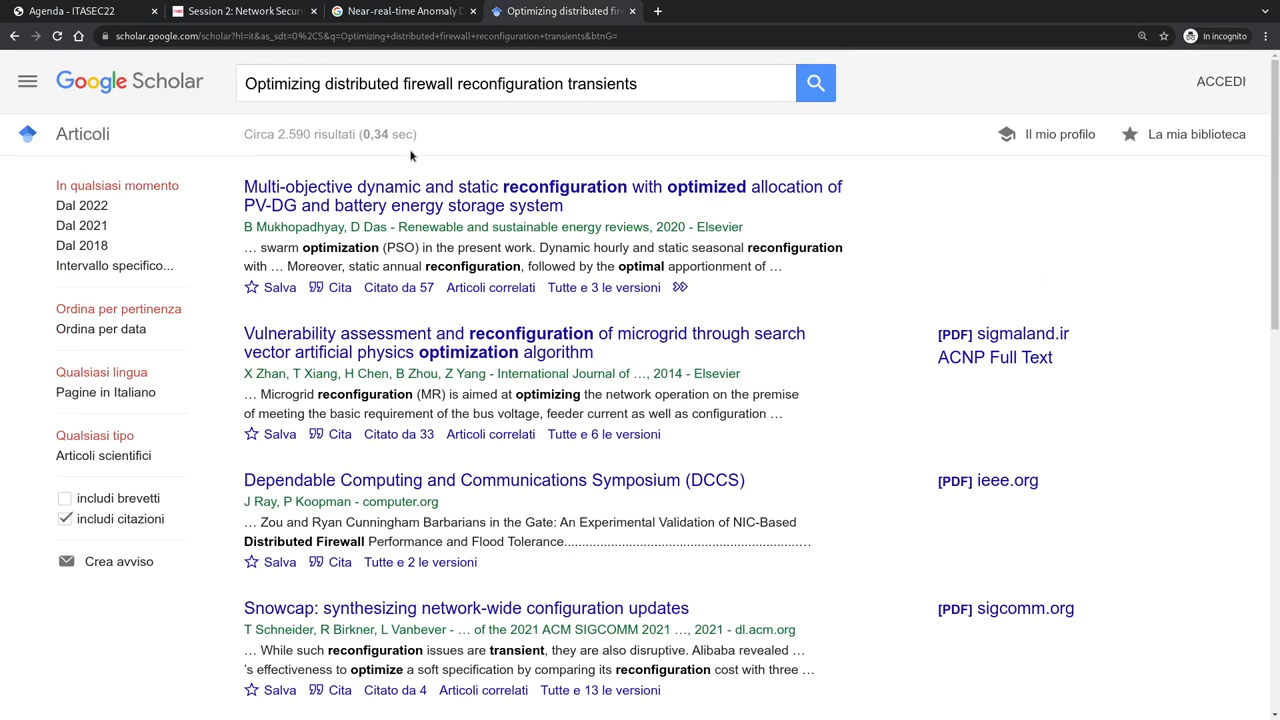 Agenda - ITASEC22
Session 2: Network Securi
Near-real-time Anomaly D
Optimizing distributed fire
scholar.google.com/scholar?hl=it&as_sdt=0%2C5&q=Optimizing+distributed+firewall+reconfiguration+transients&btnG=
In incognito
Google Scholar
Optimizing distributed firewall reconfiguration transients
ACCEDI
Articoli
Circa 2.590 risultati (0,34 sec)
Il mio profilo
La mia biblioteca
In qualsiasi momento
Dal 2022
Dal 2021
Dal 2018
Intervallo specifico...
Ordina per pertinenza
Ordina per data
Qualsiasi lingua
Pagine in Italiano
Qualsiasi tipo
Articoli scientifici
includi brevetti
includi citazioni
Crea avviso
Multi-objective dynamic and static reconfiguration with optimized allocation of
PV-DG and battery energy storage system
B Mukhopadhyay, D Das - Renewable and sustainable energy reviews, 2020 - Elsevier
… swarm optimization (PSO) in the present work. Dynamic hourly and static seasonal reconfiguration
with … Moreover, static annual reconfiguration, followed by the optimal apportionment of …
Salva Cita Citato da 57 Articoli correlati Tutte e 3 le versioni
Vulnerability assessment and reconfiguration of microgrid through search
vector artificial physics optimization algorithm
X Zhan, T Xiang, H Chen, B Zhou, Z Yang - International Journal of …, 2014 - Elsevier
… Microgrid reconfiguration (MR) is aimed at optimizing the network operation on the premise
of meeting the basic requirement of the bus voltage, feeder current as well as configuration …
Salva Cita Citato da 33 Articoli correlati Tutte e 6 le versioni
[PDF] sigmaland.ir
ACNP Full Text
Dependable Computing and Communications Symposium (DCCS)
J Ray, P Koopman - computer.org
… Zou and Ryan Cunningham Barbarians in the Gate: An Experimental Validation of NIC-Based
Distributed Firewall Performance and Flood Tolerance..................................................................…
Salva Cita Tutte e 2 le versioni
[PDF] ieee.org
Snowcap: synthesizing network-wide configuration updates
T Schneider, R Birkner, L Vanbever - … of the 2021 ACM SIGCOMM 2021 …, 2021 - dl.acm.org
… While such reconfiguration issues are transient, they are also disruptive. Alibaba revealed …
's effectiveness to optimize a soft specification by comparing its reconfiguration cost with three …
Salva Cita Citato da 4 Articoli correlati Tutte e 13 le versioni
[PDF] sigcomm.org